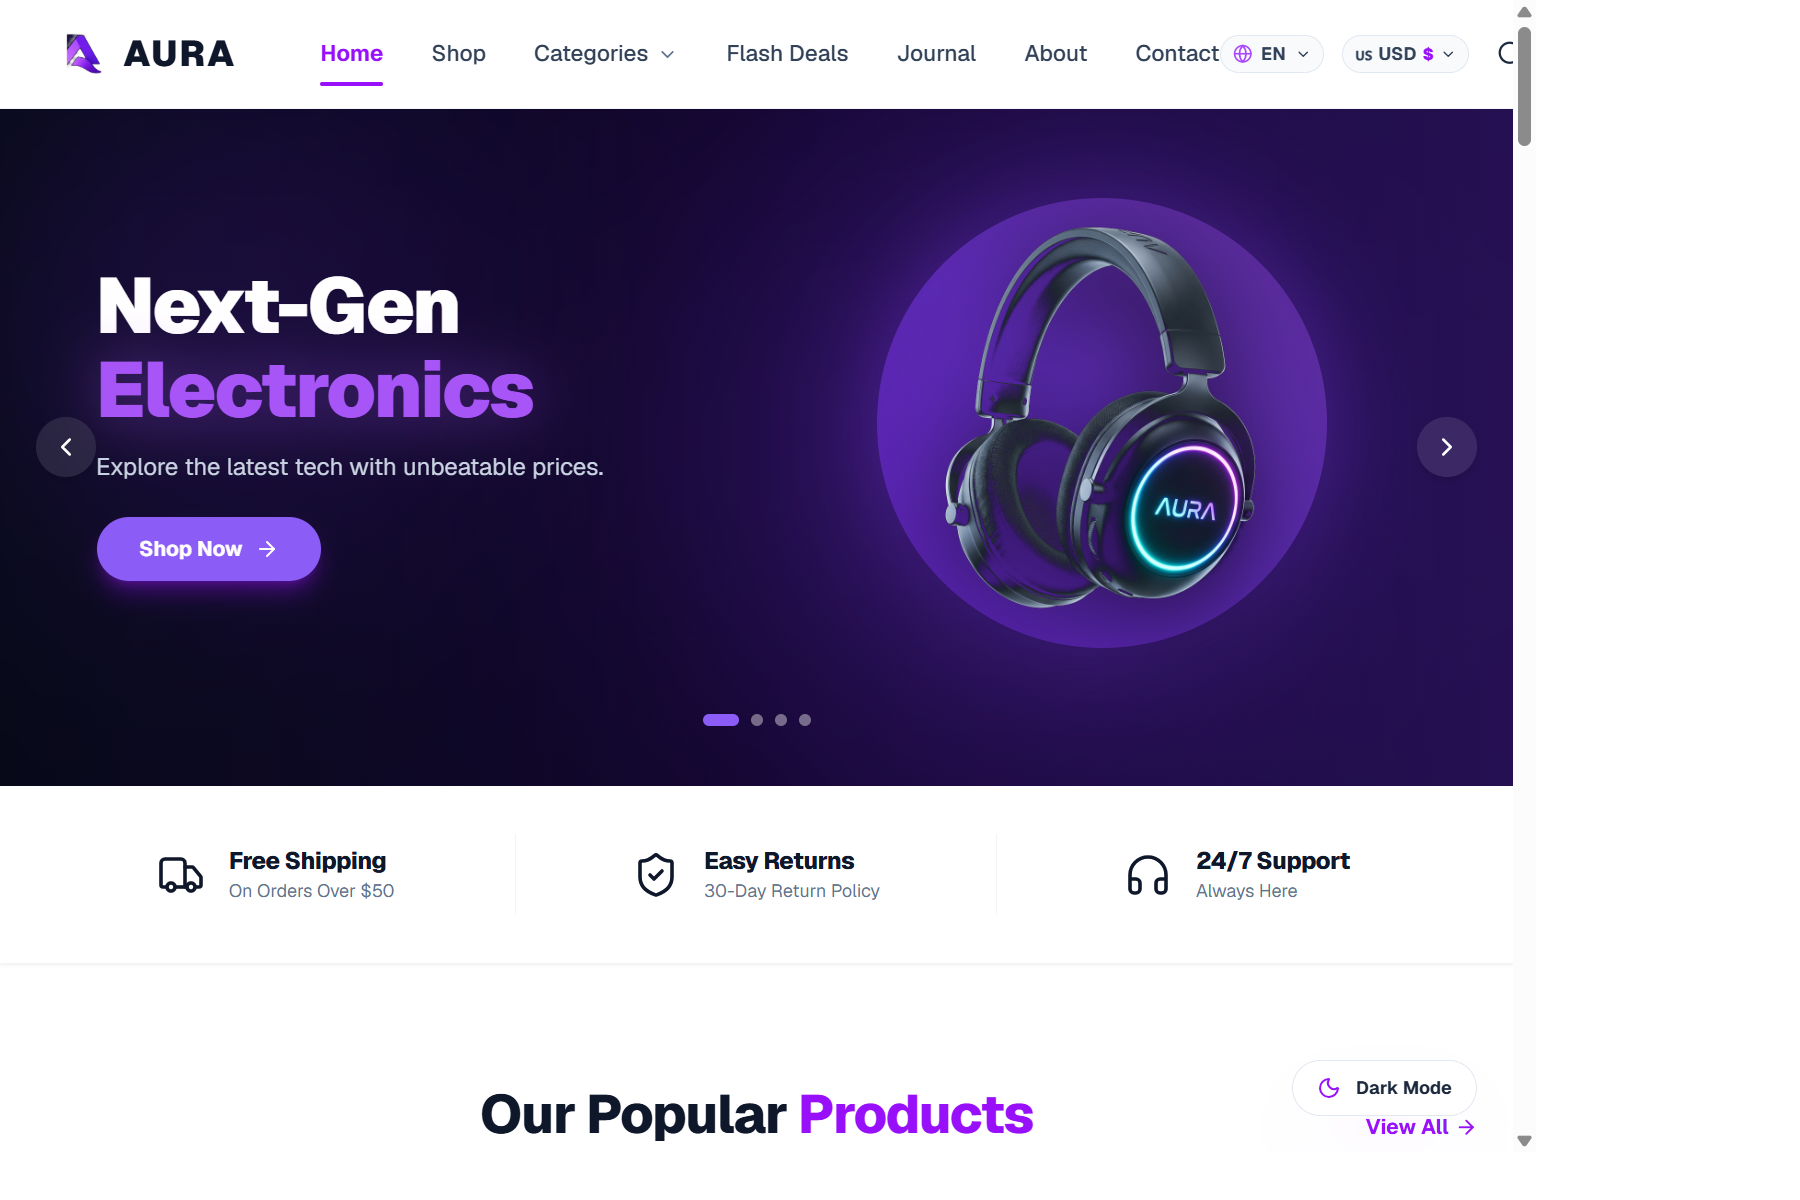 AURA
Home
Shop
Categories
Flash Deals
Journal
About
Contact
EN
US USD $
Next-Gen
Electronics
Explore the latest tech with unbeatable prices.
Shop Now
AURA
Free Shipping
On Orders Over $50
Easy Returns
30-Day Return Policy
24/7 Support
Always Here
Our Popular Products
Dark Mode
View All